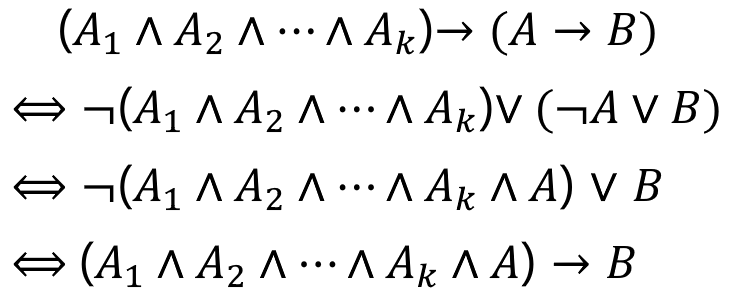 (A₁ ∧ A₂ ∧ ⋯ ∧ Aₖ)→ (A → B)
⟺ ¬(A₁ ∧ A₂ ∧ ⋯ ∧ Aₖ)∨ (¬A ∨ B)
⟺ ¬(A₁ ∧ A₂ ∧ ⋯ ∧ Aₖ ∧ A) ∨ B
⟺ (A₁ ∧ A₂ ∧ ⋯ ∧ Aₖ ∧ A) → B